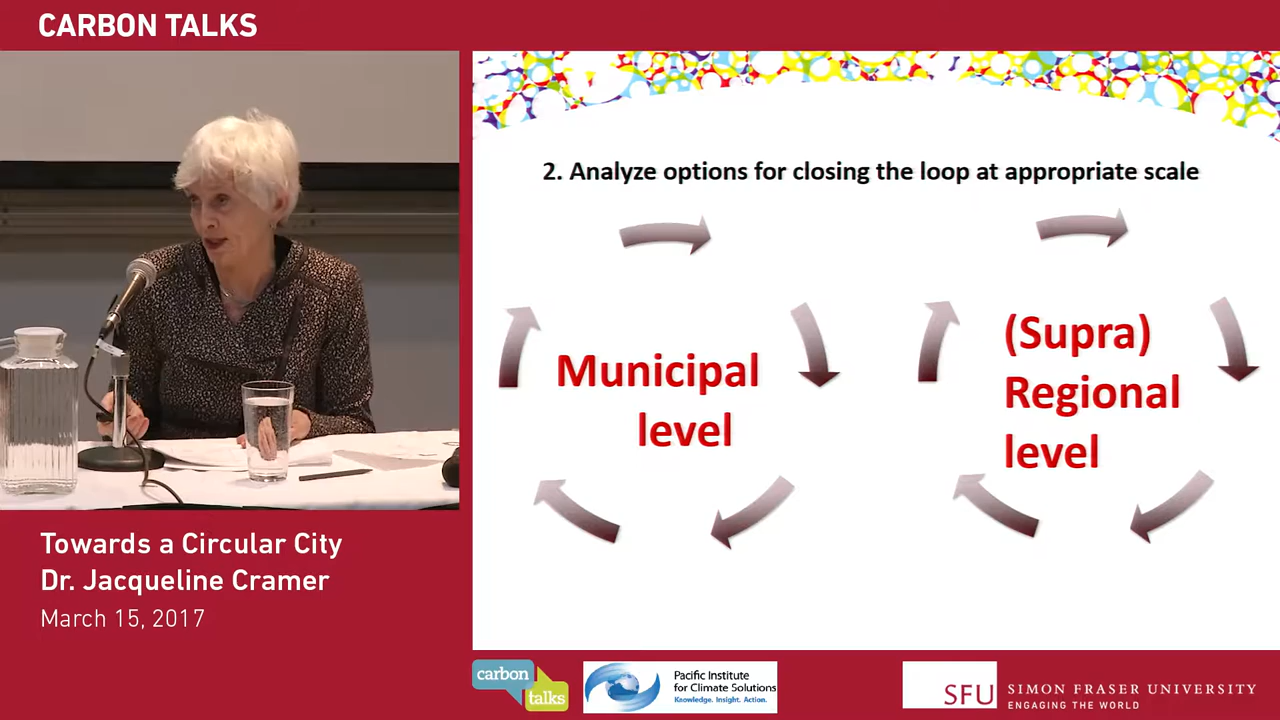 CARBON TALKS
2. Analyze options for closing the loop at appropriate scale
Municipal
level
(Supra)
Regional
level
Towards a Circular City
Dr. Jacqueline Cramer
March 15, 2017
carbon
talks
Pacific Institute
for Climate Solutions
Knowledge. Insight. Action.
SFU
SIMON FRASER UNIVERSITY
ENGAGING THE WORLD